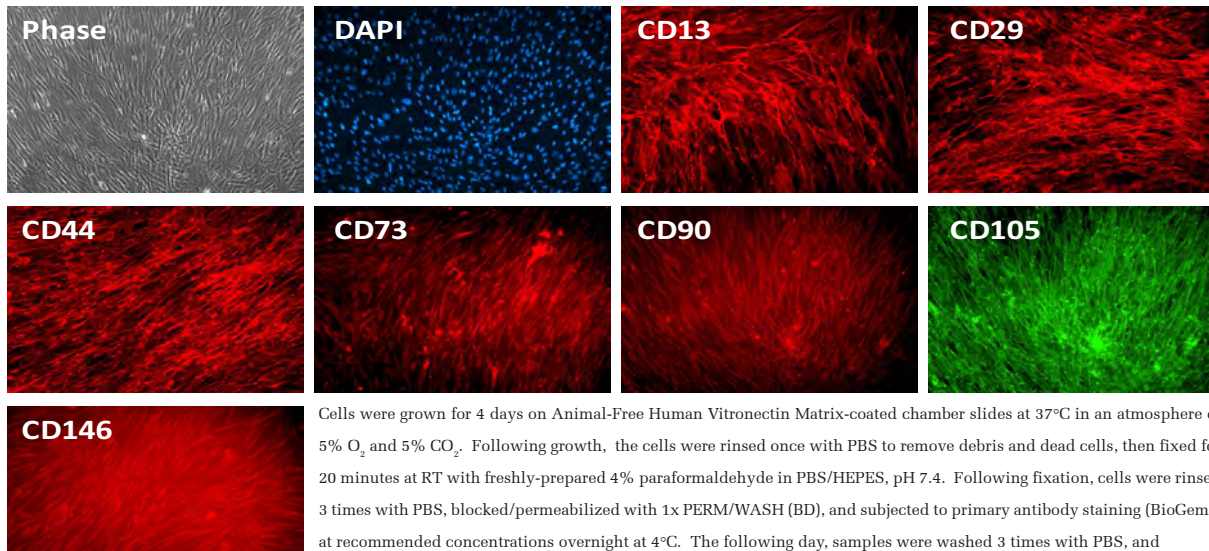 Phase
DAPI
CD13
CD29
CD44
CD73
CD90
CD105
CD146
Cells were grown for 4 days on Animal-Free Human Vitronectin Matrix-coated chamber slides at 37°C in an atmosphere
5% O₂ and 5% CO₂. Following growth, the cells were rinsed once with PBS to remove debris and dead cells, then fixed
20 minutes at RT with freshly-prepared 4% paraformaldehyde in PBS/HEPES, pH 7.4. Following fixation, cells were
3 times with PBS, blocked/permeabilized with 1x PERM/WASH (BD), and subjected to primary antibody staining (BioGem
at recommended concentrations overnight at 4°C. The following day, samples were washed 3 times with PBS, and